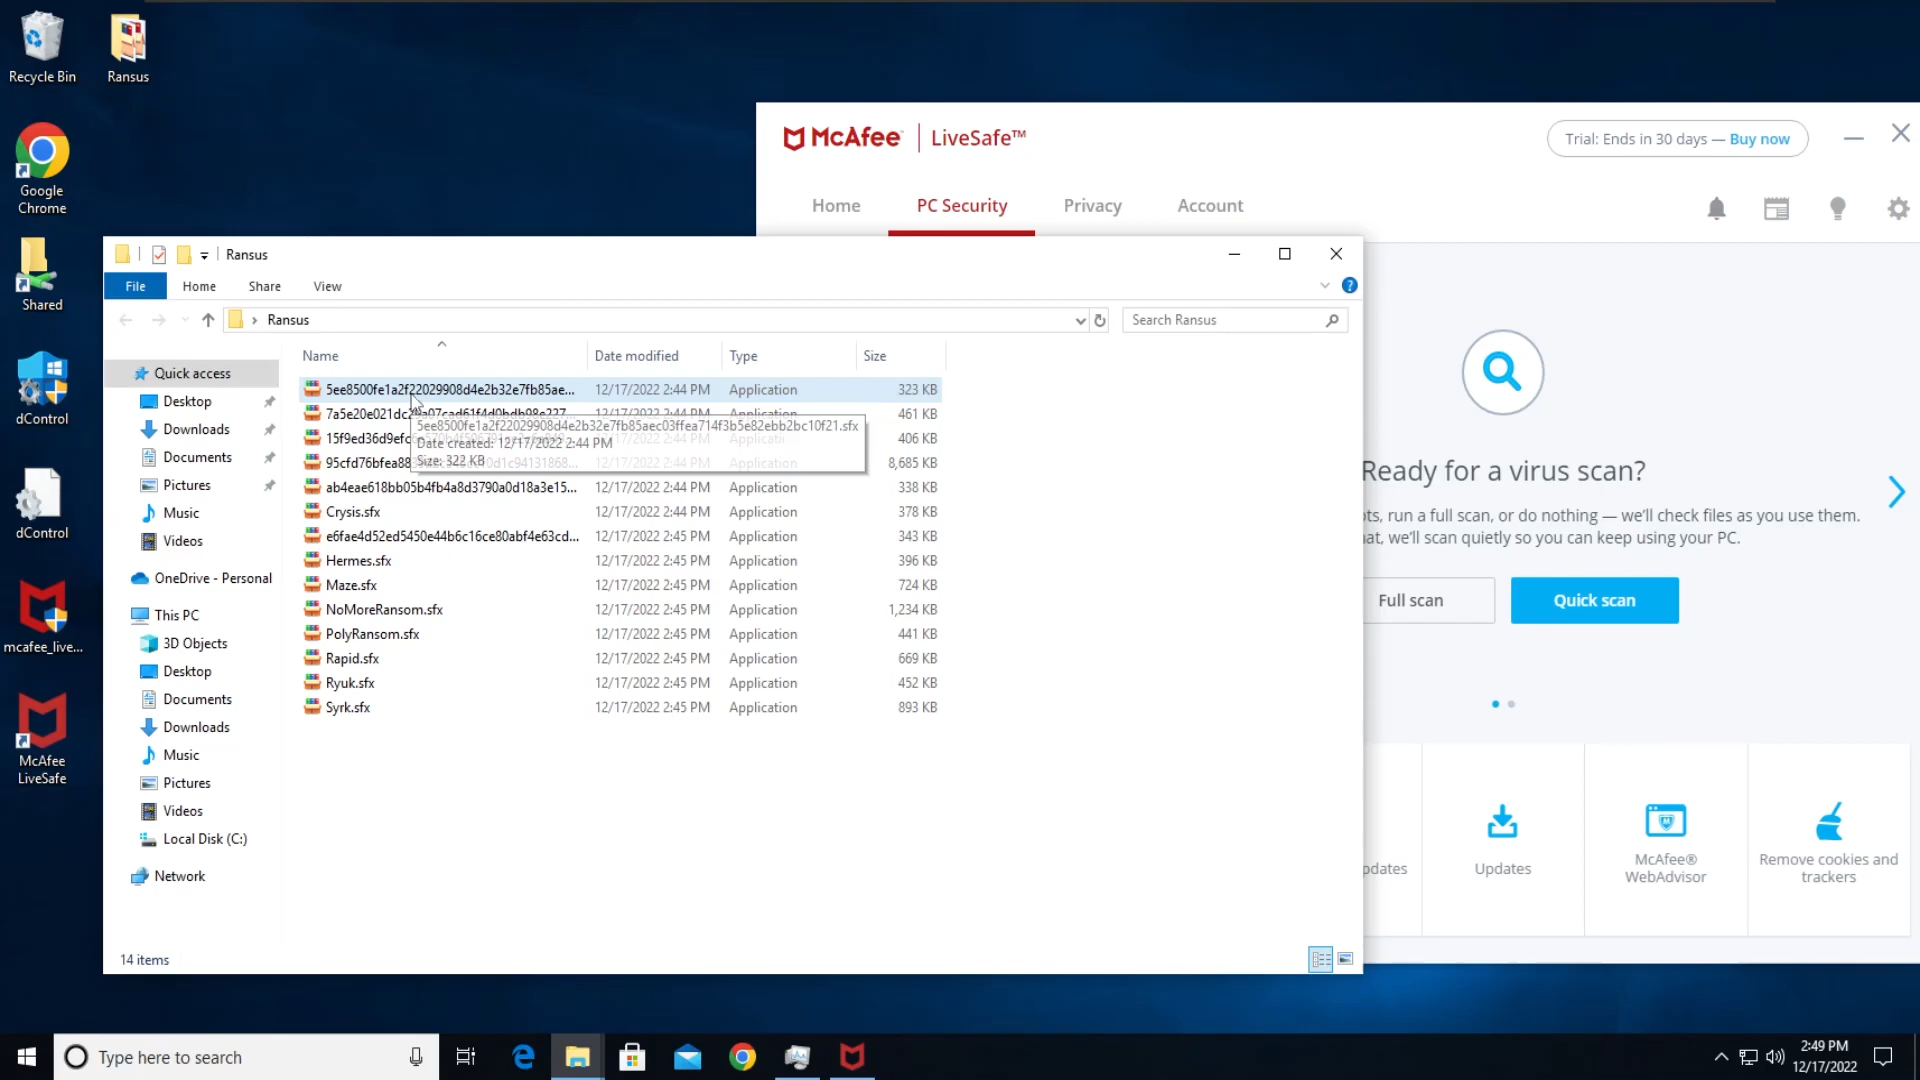 Recycle Bin
Ransus
Google
Chrome
Shared
dControl
dControl
mcafee_live...
McAfee
LiveSafe
McAfee | LiveSafe™
Trial: Ends in 30 days — Buy now
Home PC Security Privacy Account
Ransus
File Home Share View
Ransus
Search Ransus
Name Date modified Type Size
Quick access
Desktop
Downloads
Documents
Pictures
Music
Videos
OneDrive - Personal
This PC
3D Objects
Desktop
Documents
Downloads
Music
Pictures
Videos
Local Disk (C:)
Network
5ee8500fe1a2f22029908d4e2b32e7fb85ae... 12/17/2022 2:44 PM Application 323 KB
12/17/2022 2:44 PM Application 461 KB
5ee8500fe1a2f22029908d4e2b32e7fb85aec03ffea714f3b5e82ebb2bc10f21.sfx
Date created: 12/17/2022 2:44 PM
Size: 322 KB
406 KB
8,685 KB
ab4eae618bb05b4fb4a8d3790a0d18a3e15... 12/17/2022 2:44 PM Application 338 KB
Crysis.sfx 12/17/2022 2:44 PM Application 378 KB
e6fae4d52ed5450e44b6c16ce80abf4e63cd... 12/17/2022 2:44 PM Application 343 KB
Hermes.sfx 12/17/2022 2:45 PM Application 396 KB
Maze.sfx 12/17/2022 2:45 PM Application 724 KB
NoMoreRansom.sfx 12/17/2022 2:45 PM Application 1,234 KB
PolyRansom.sfx 12/17/2022 2:45 PM Application 441 KB
Rapid.sfx 12/17/2022 2:45 PM Application 669 KB
Ryuk.sfx 12/17/2022 2:45 PM Application 452 KB
Syrk.sfx 12/17/2022 2:45 PM Application 893 KB
14 items
Ready for a virus scan?
run a full scan, or do nothing — we'll check files as you use them.
we'll scan quietly so you can keep using your PC.
Full scan
Quick scan
pdates
Updates
McAfee®
WebAdvisor
Remove cookies and
trackers
Type here to search
2:49 PM
12/17/2022